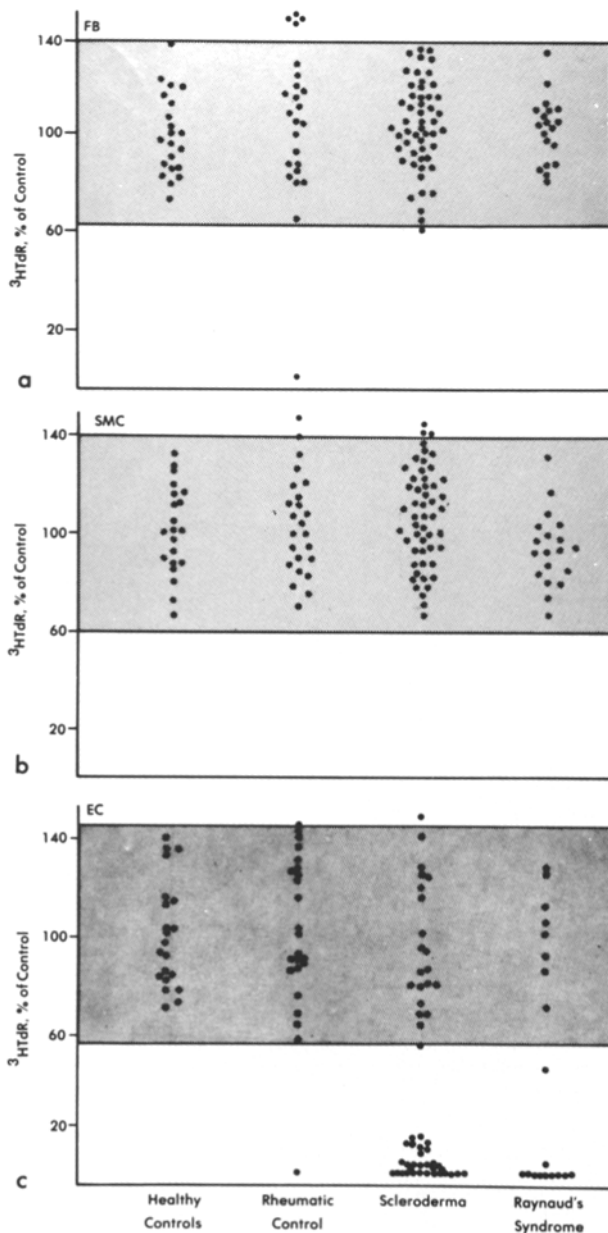 FB
140
100
60
20
³HTdR, % of Control
a
SMC
140
100
60
20
³HTdR, % of Control
b
EC
140
100
60
20
³HTdR, % of Control
c
Healthy Controls
Rheumatic Control
Scleroderma
Raynaud's Syndrome